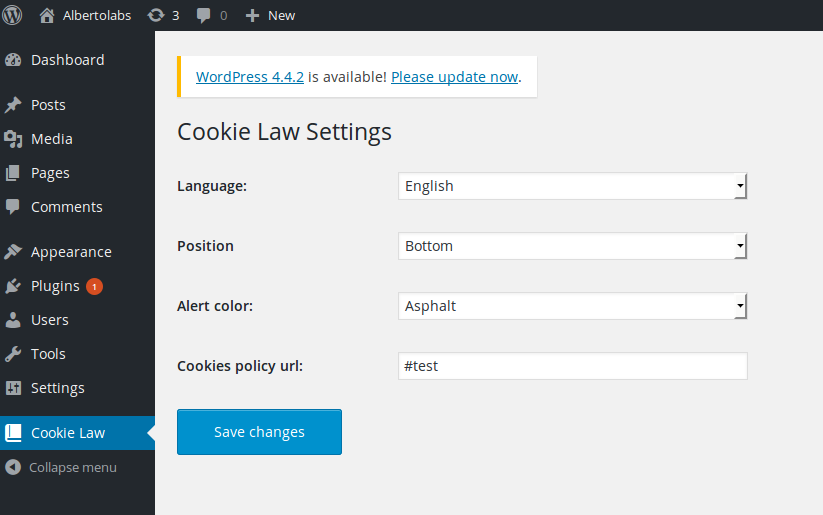 Albertolabs 3 0 New
Dashboard
Posts
Media
Pages
Comments
Appearance
Plugins 1
Users
Tools
Settings
Cookie Law
Collapse menu
WordPress 4.4.2 is available! Please update now.
Cookie Law Settings
Language: English
Position Bottom
Alert color: Asphalt
Cookies policy url: #test
Save changes